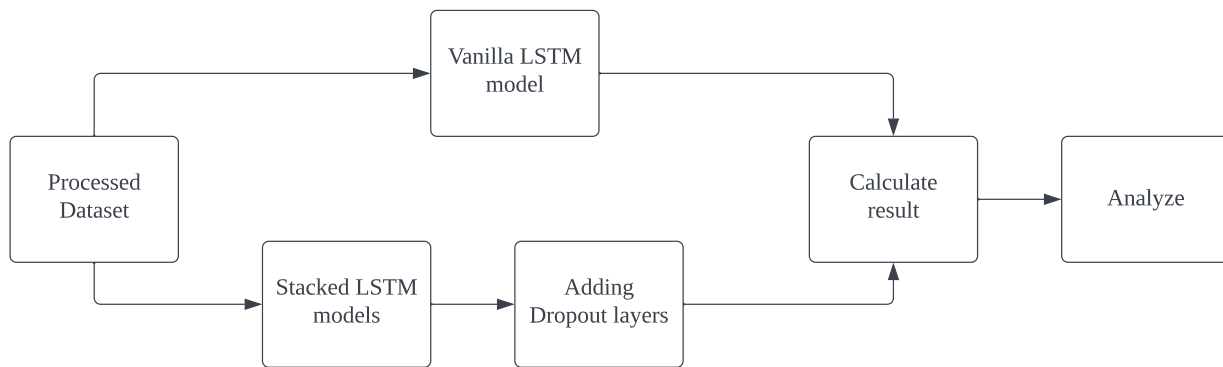 Vanilla LSTM
model
Processed
Dataset
Calculate
result
Analyze
Stacked LSTM
models
Adding
Dropout layers